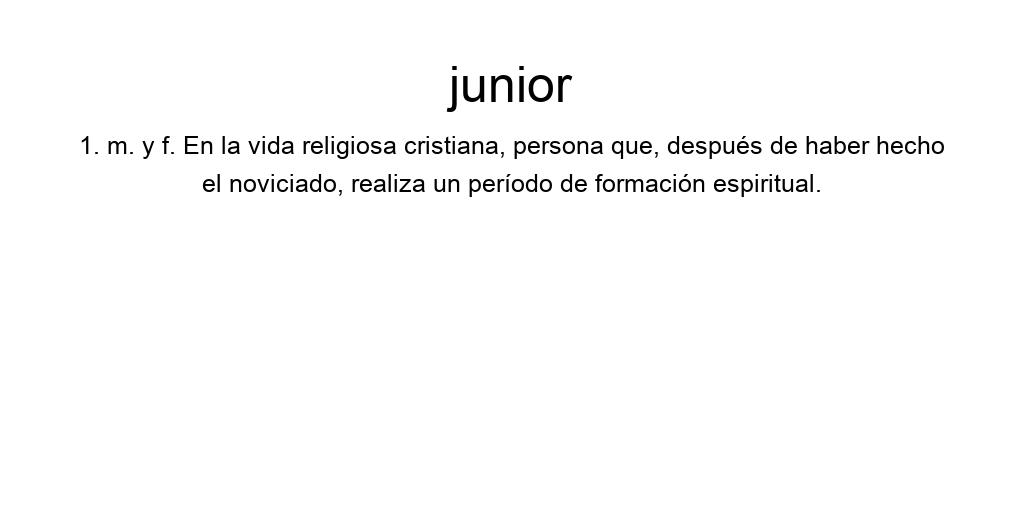 junior
1. m. y f. En la vida religiosa cristiana, persona que, después de haber hecho
el noviciado, realiza un período de formación espiritual.